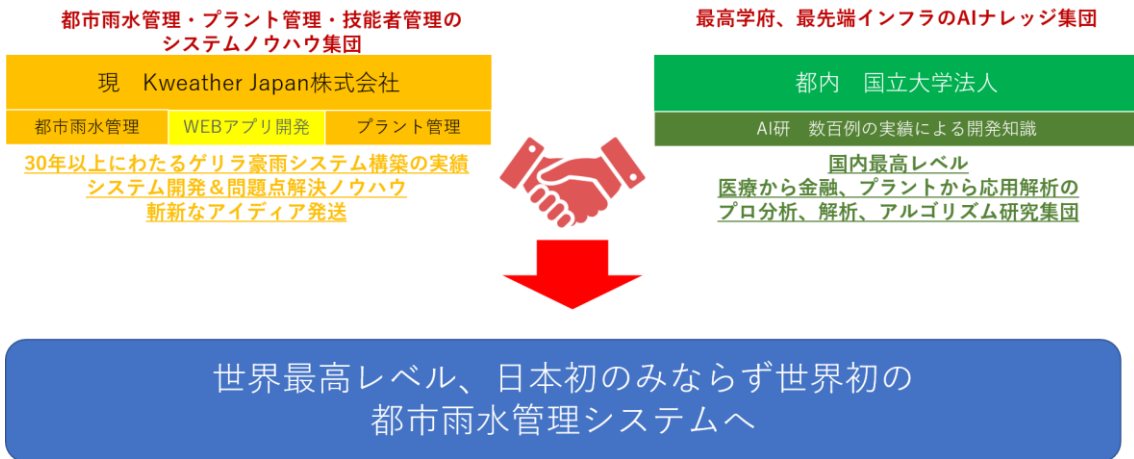 都市雨水管理・プラント管理・技能者管理の
システムノウハウ集団
現 Kweather Japan株式会社
都市雨水管理
WEBアプリ開発
プラント管理
30年以上にわたるゲリラ豪雨システム構築の実績
システム開発&問題点解決ノウハウ
斬新なアイディア発送
最高学府、最先端インフラのAIナレッジ集団
都内 国立大学法人
AI研 数百例の実績による開発知識
国内最高レベル
医療から金融、プラントから応用解析の
プロ分析、解析、アルゴリズム研究集団
世界最高レベル、日本初のみならず世界初の
都市雨水管理システムへ